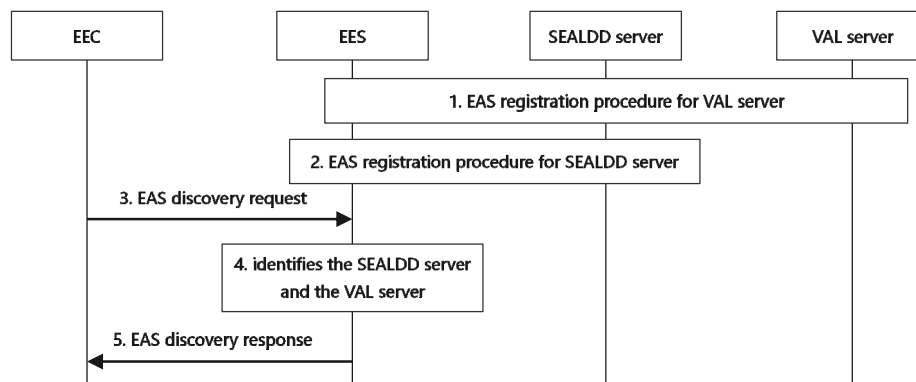 EEC
EES
SEALDD server
VAL server
1. EAS registration procedure for VAL server
2. EAS registration procedure for SEALDD server
3. EAS discovery request
4. identifies the SEALDD server
and the VAL server
5. EAS discovery response